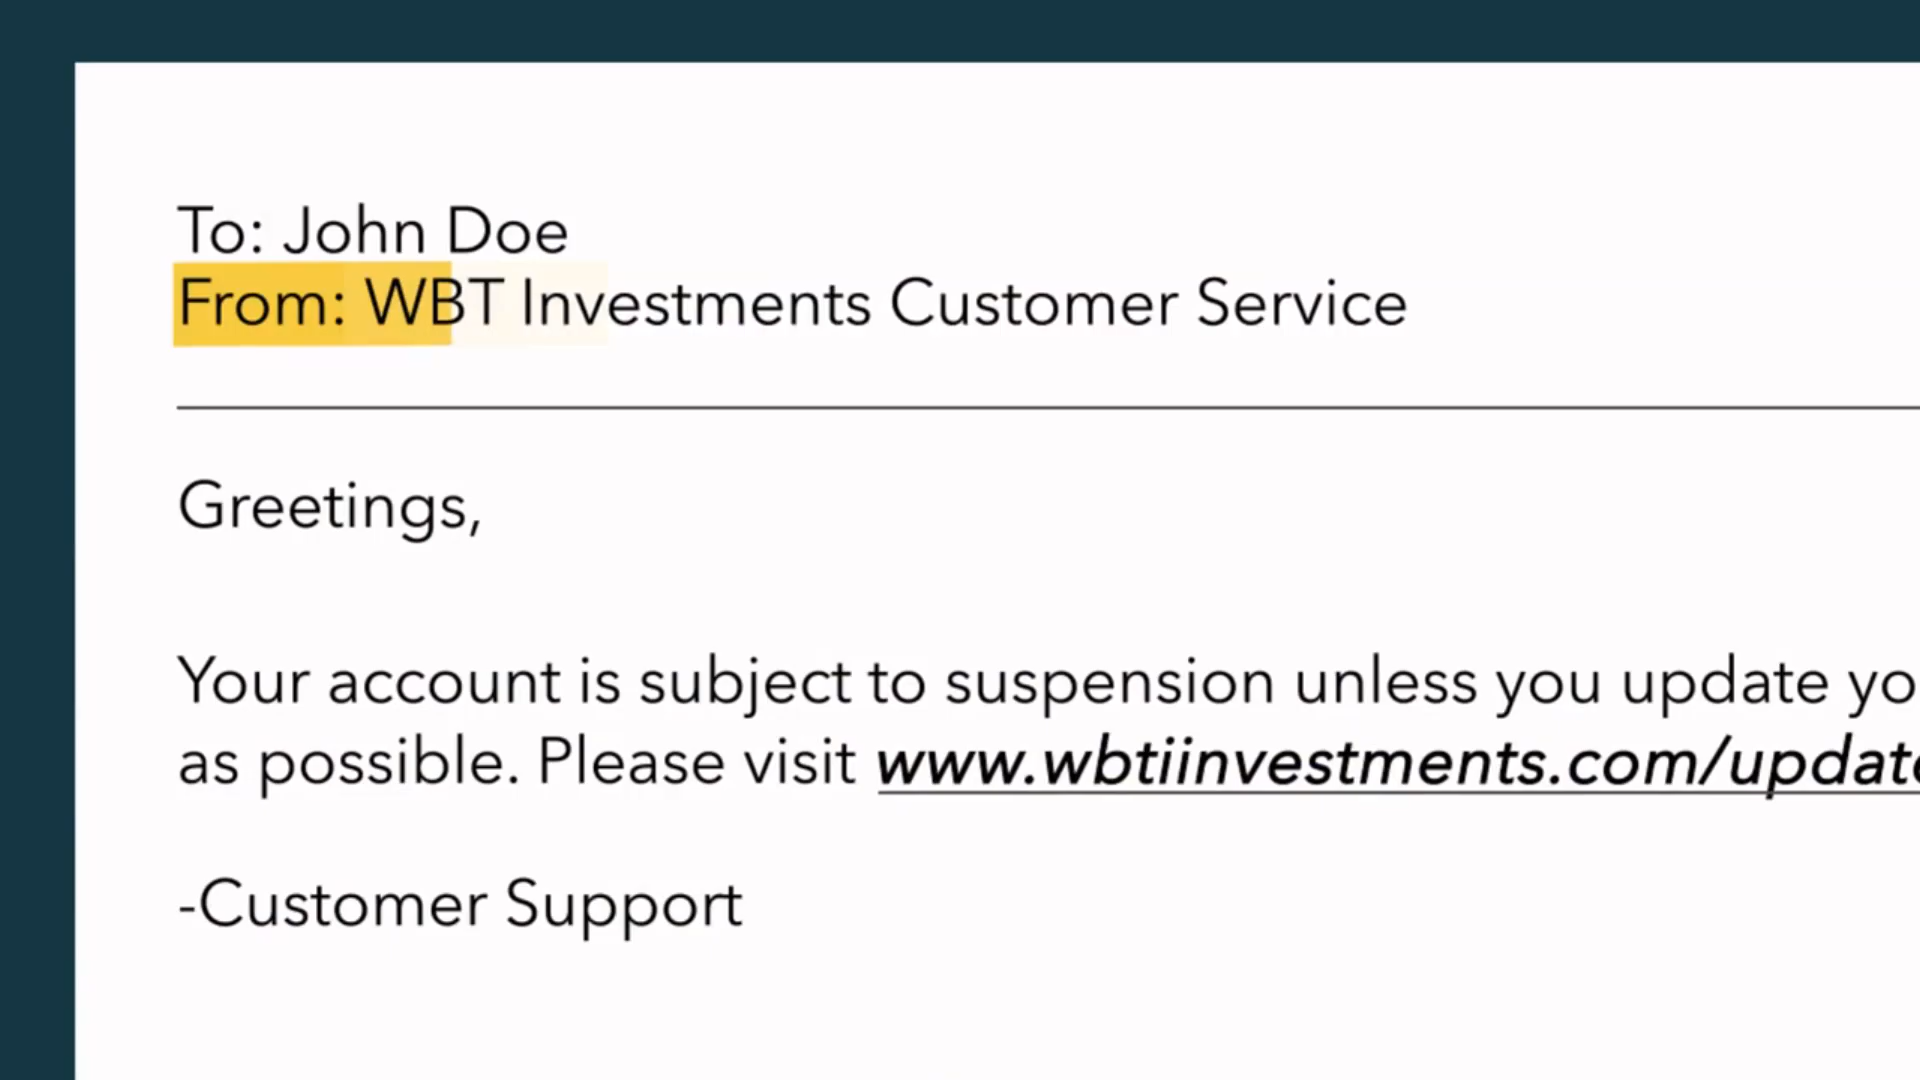 To: John Doe
From: WBT Investments Customer Service
Greetings,
Your account is subject to suspension unless you update yo
as possible. Please visit www.wbtiinvestments.com/update
-Customer Support